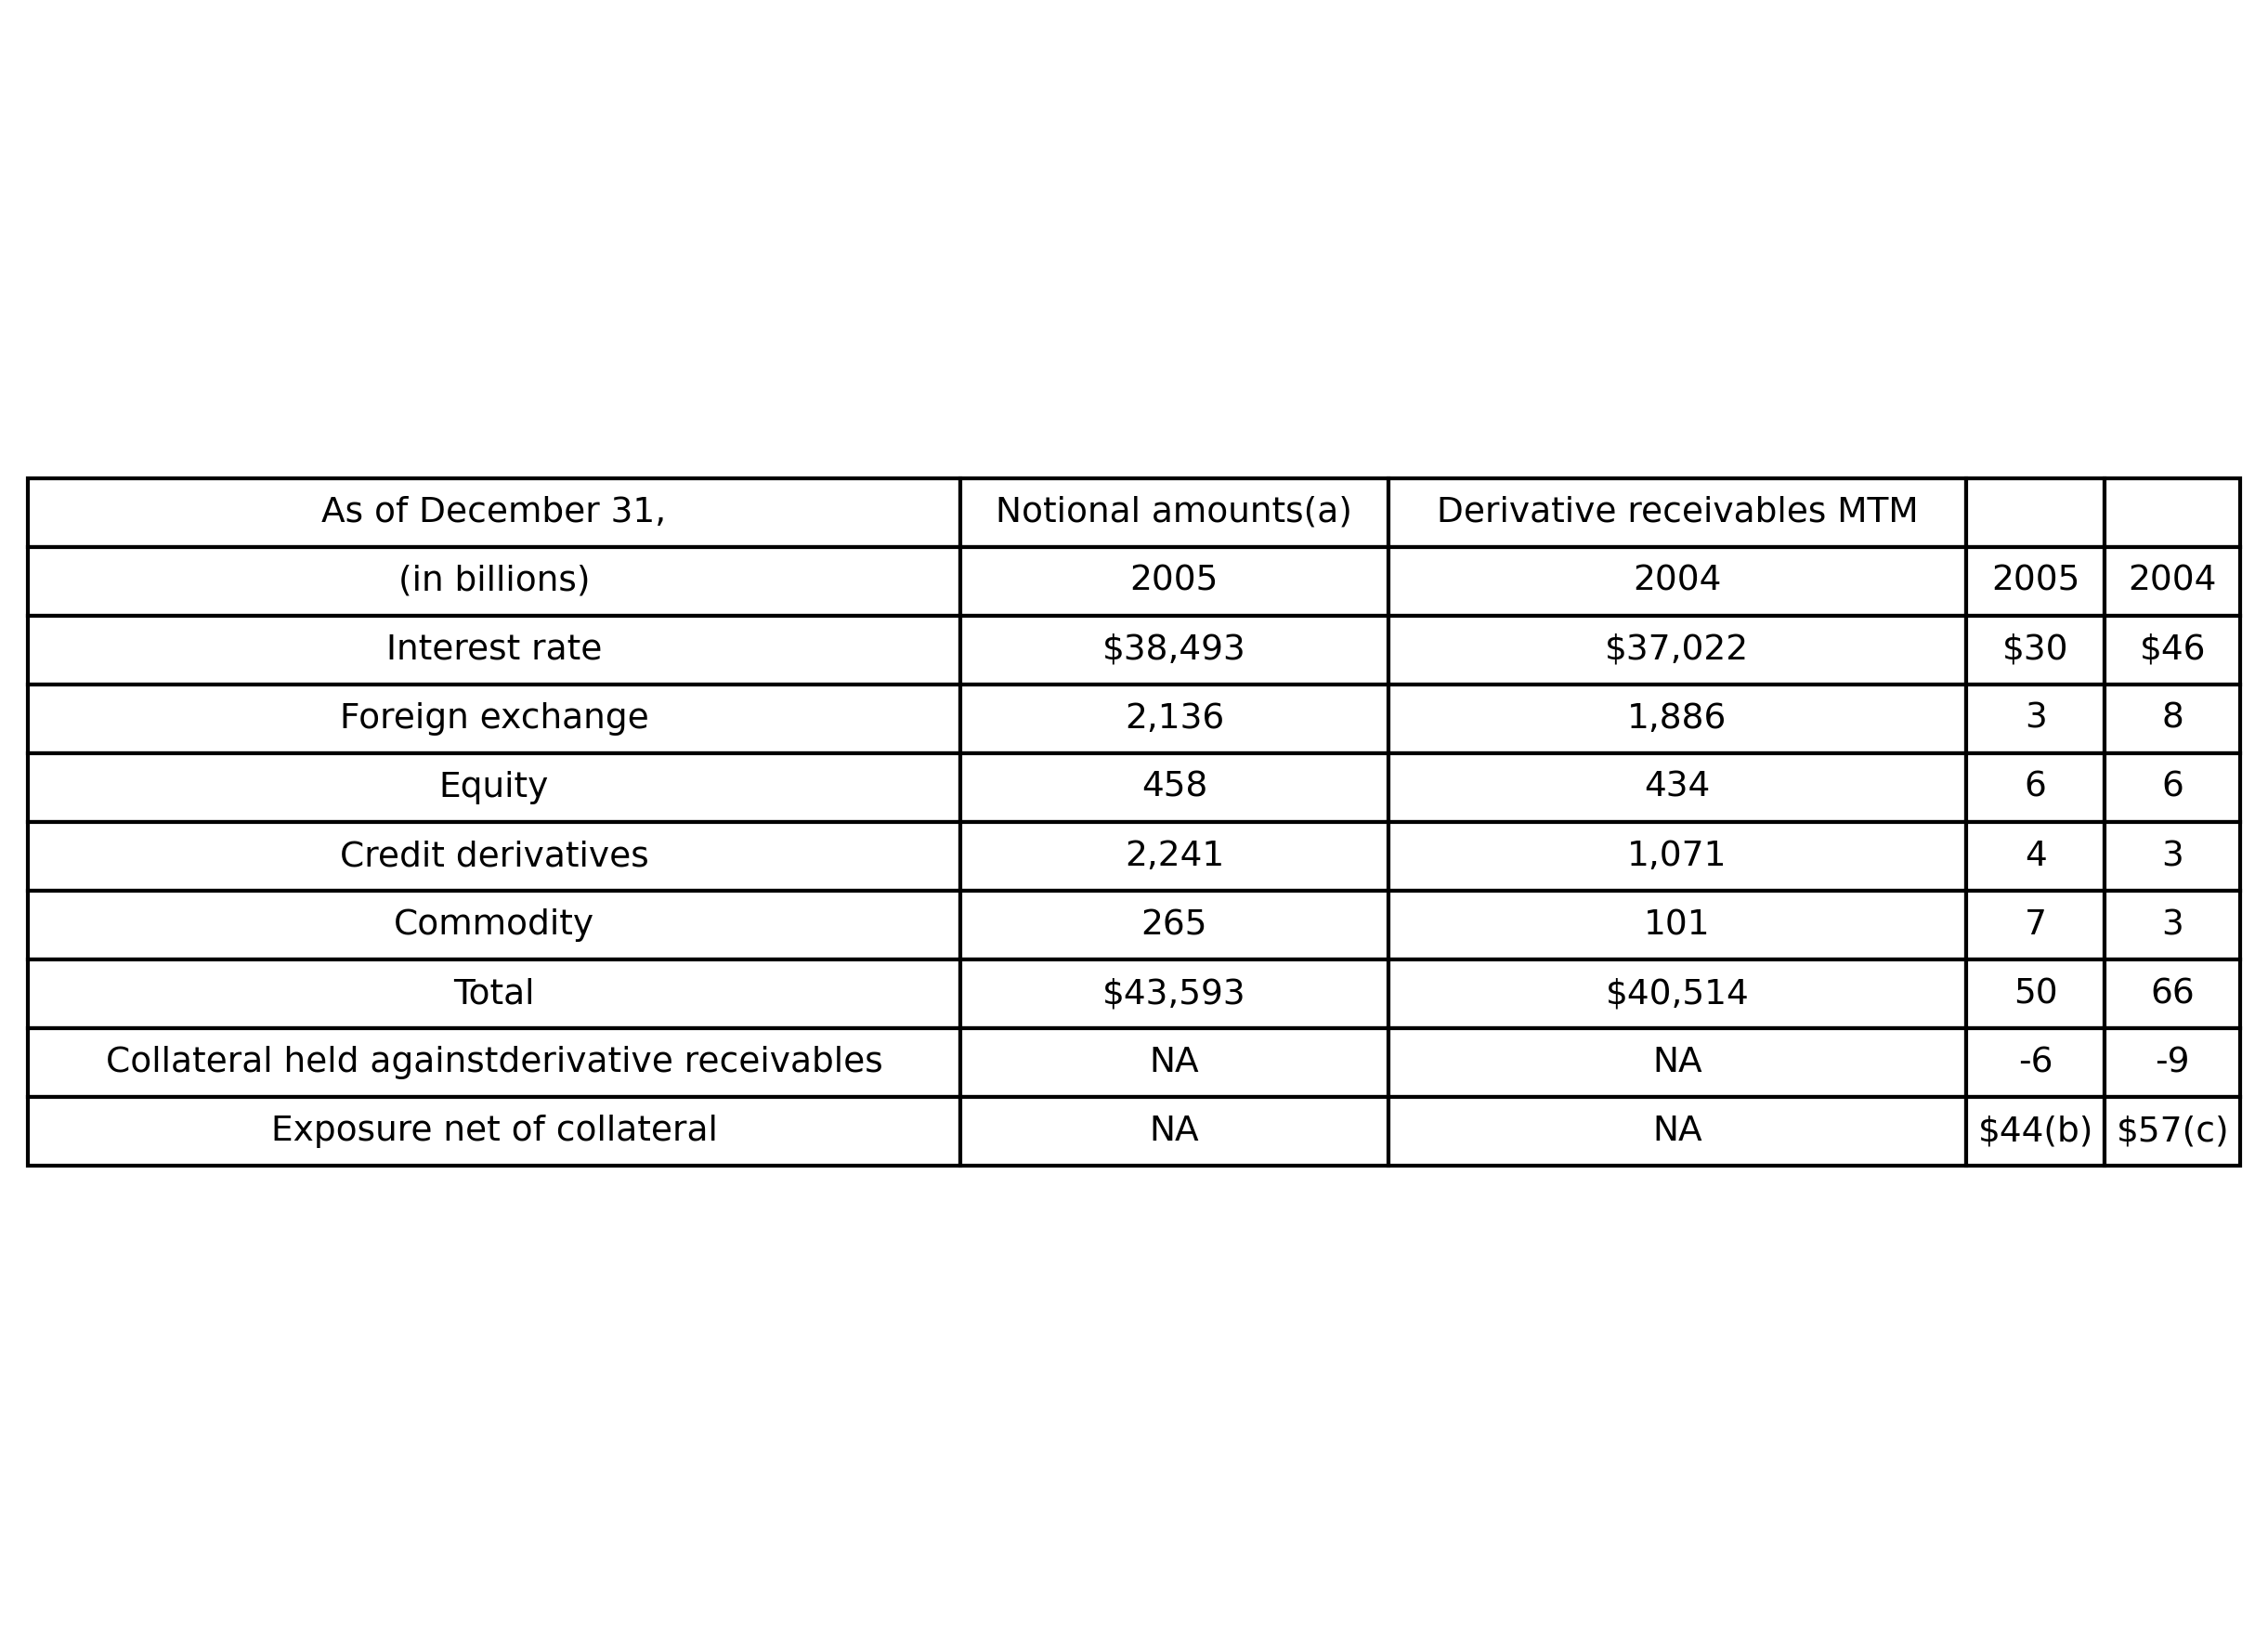 As of December 31, Notional amounts(a) Derivative receivables MTM
(in billions) 2005 2004 2005 2004
Interest rate $38,493 $37,022 $30 $46
Foreign exchange 2,136 1,886 3 8
Equity 458 434 6 6
Credit derivatives 2,241 1,071 4 3
Commodity 265 101 7 3
Total $43,593 $40,514 50 66
Collateral held againstderivative receivables NA NA -6 -9
Exposure net of collateral NA NA $44(b) $57(c)